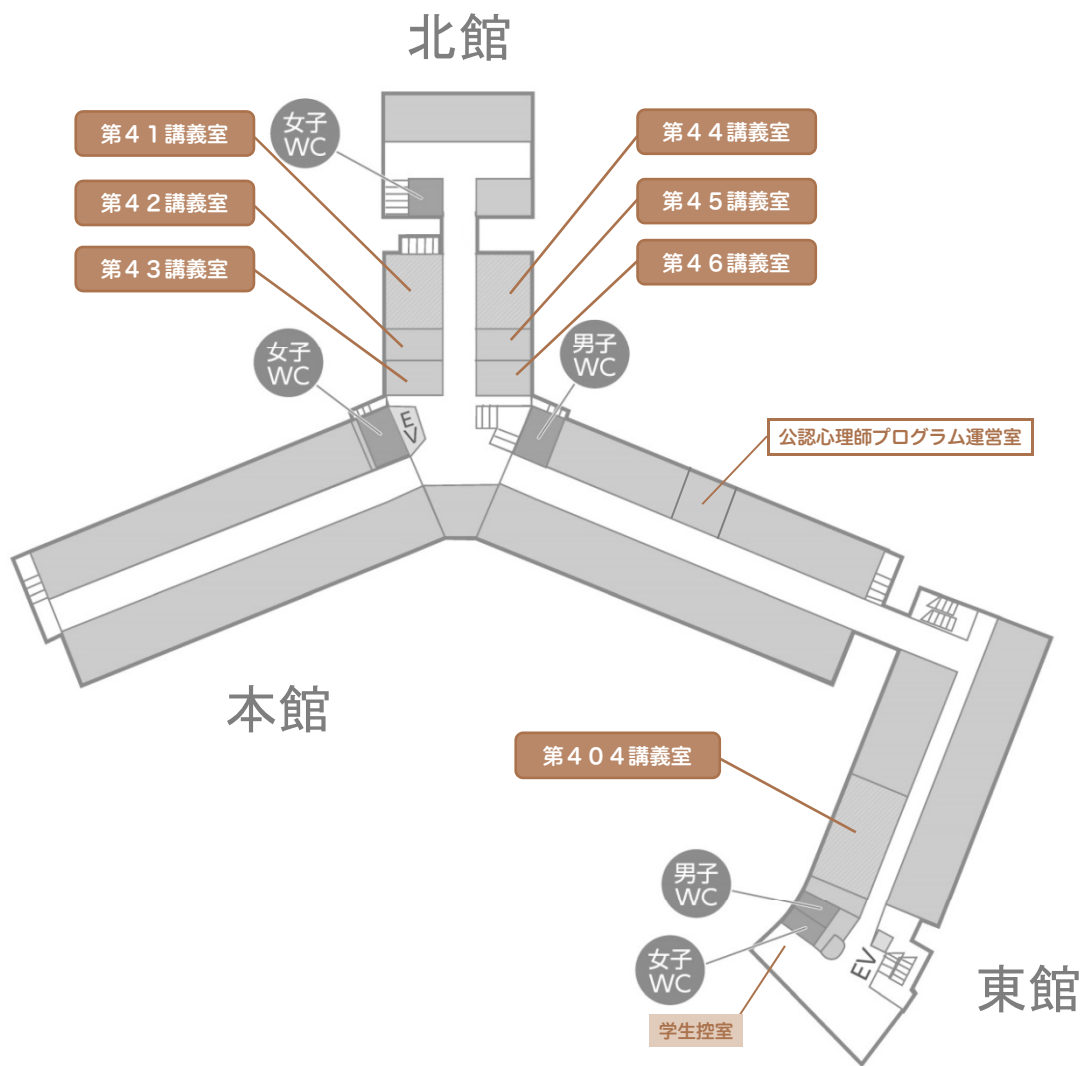 北館
第４１講義室
女子
WC
第４４講義室
第４２講義室
第４５講義室
第４３講義室
第４６講義室
女子
WC
男子
WC
EV
公認心理師プログラム運営室
本館
第４０４講義室
男子
WC
女子
WC
EV
東館
学生控室